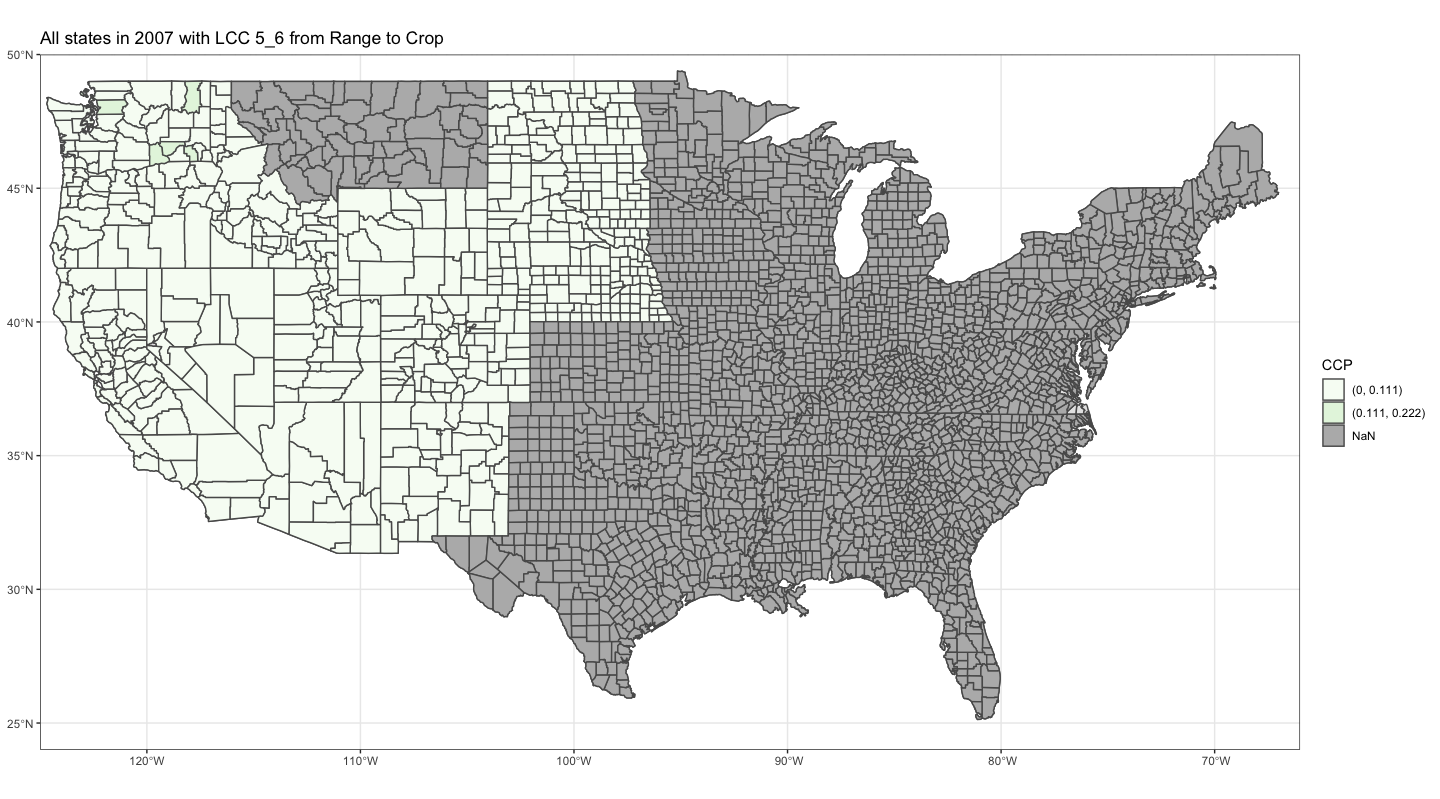 All states in 2007 with LCC 5_6 from Range to Crop
50°N
45°N
40°N
35°N
30°N
25°N
120°W
110°W
100°W
90°W
80°W
70°W
CCP
(0, 0.111)
(0.111, 0.222)
NaN